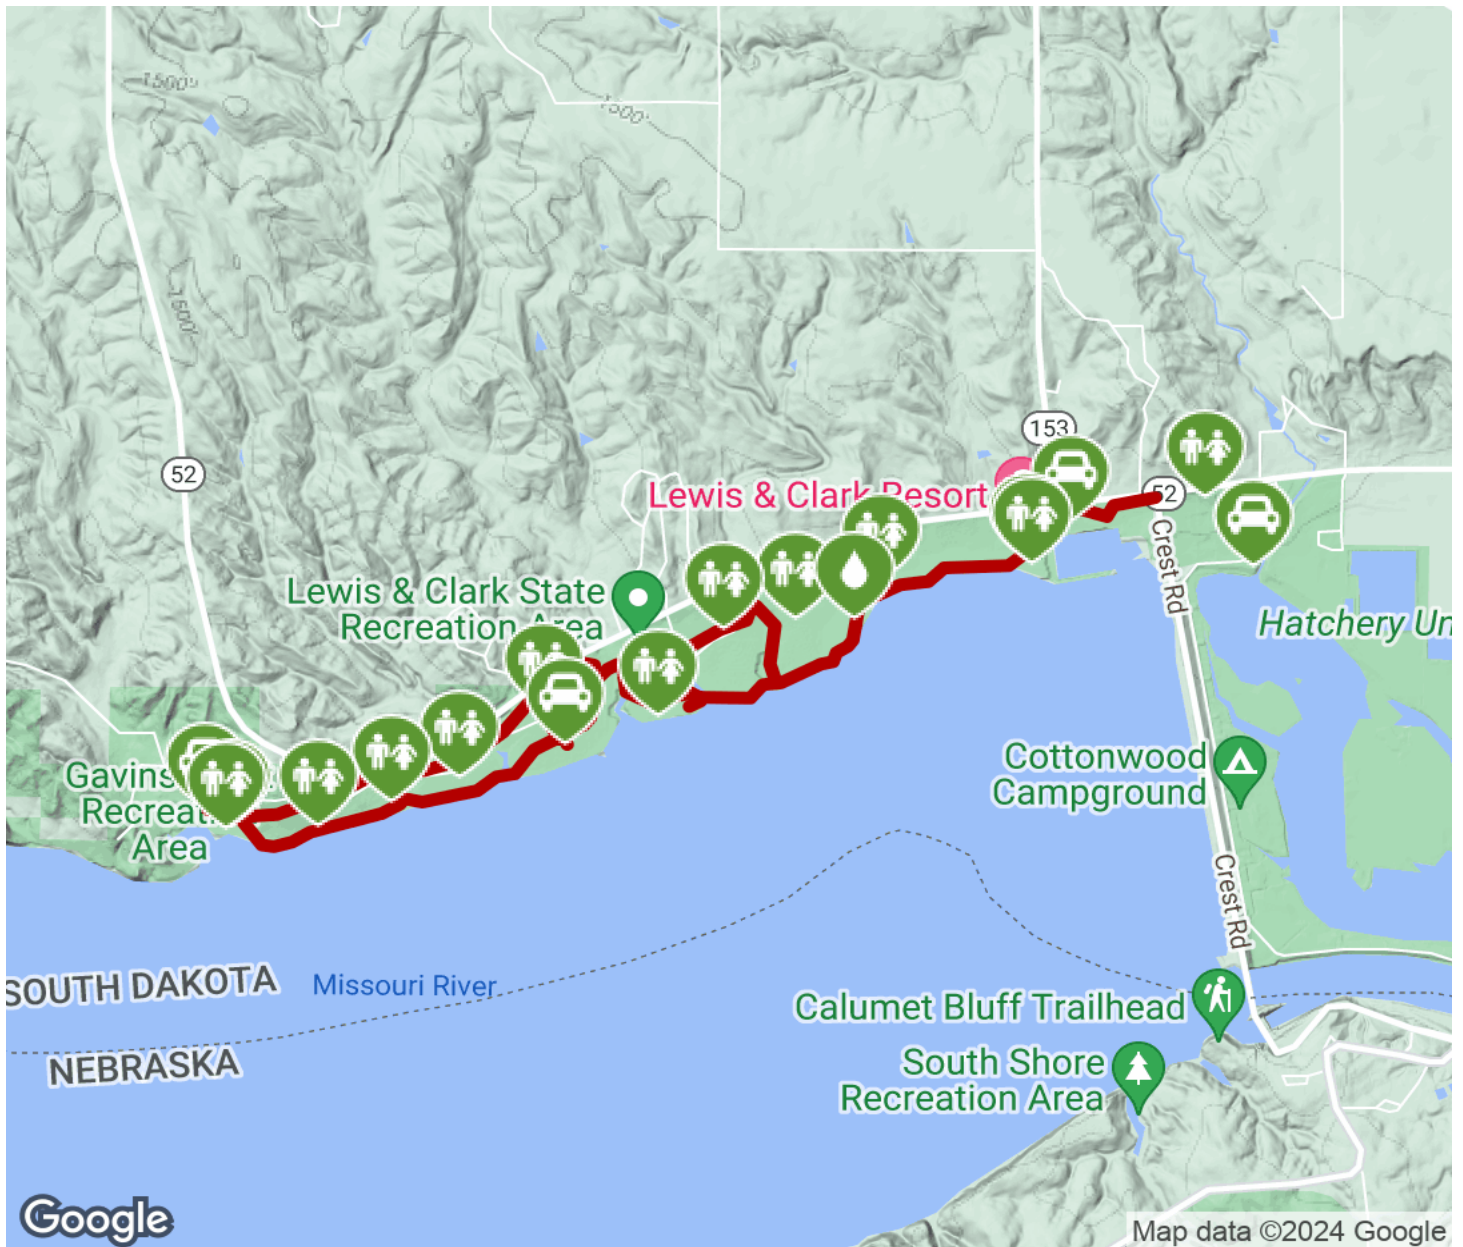 1500'
1500'
1500'
52
153
Lewis & Clark Resort
52
Crest Rd
Lewis & Clark State
Recreation Area
Hatchery Un
Gavins
Recreat
Area
Cottonwood
Campground
Crest Rd
SOUTH DAKOTA
Missouri River
Calumet Bluff Trailhead
NEBRASKA
South Shore
Recreation Area
Google
Map data ©2024 Google